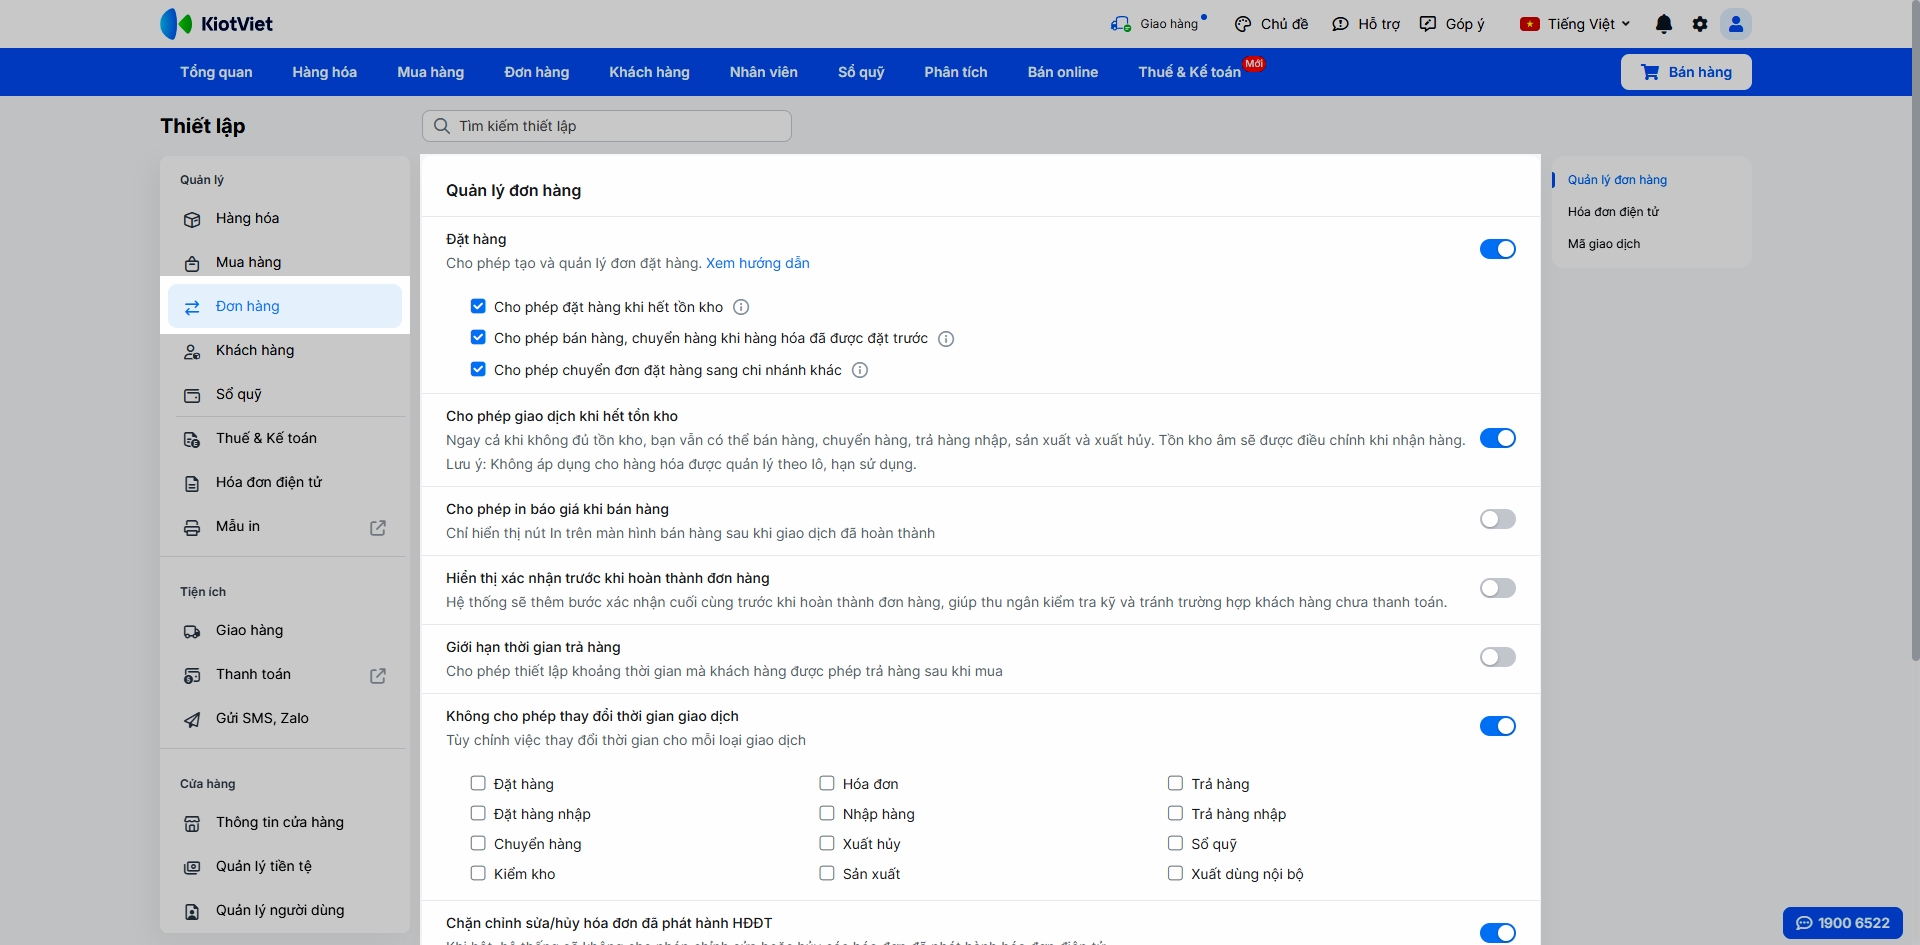 KiotViet
Giao hàng
Chủ đề
Hỗ trợ
Góp ý
Tiếng Việt
Tổng quan
Hàng hóa
Mua hàng
Đơn hàng
Khách hàng
Nhân viên
Sổ quỹ
Phân tích
Bán online
Thuế & Kế toán
Mới
Bán hàng
Thiết lập
Tìm kiếm thiết lập
Quản lý
Hàng hóa
Mua hàng
Đơn hàng
Khách hàng
Sổ quỹ
Thuế & Kế toán
Hóa đơn điện tử
Mẫu in
Tiện ích
Giao hàng
Thanh toán
Gửi SMS, Zalo
Cửa hàng
Thông tin cửa hàng
Quản lý tiền tệ
Quản lý người dùng
Quản lý đơn hàng
Đặt hàng
Cho phép tạo và quản lý đơn đặt hàng. Xem hướng dẫn
Cho phép đặt hàng khi hết tồn kho
Cho phép bán hàng, chuyển hàng khi hàng hóa đã được đặt trước
Cho phép chuyển đơn đặt hàng sang chi nhánh khác
Cho phép giao dịch khi hết tồn kho
Ngay cả khi không đủ tồn kho, bạn vẫn có thể bán hàng, chuyển hàng, trả hàng nhập, sản xuất và xuất hủy. Tồn kho âm sẽ được điều chỉnh khi nhận hàng.
Lưu ý: Không áp dụng cho hàng hóa được quản lý theo lô, hạn sử dụng.
Cho phép in báo giá khi bán hàng
Chỉ hiển thị nút In trên màn hình bán hàng sau khi giao dịch đã hoàn thành
Hiển thị xác nhận trước khi hoàn thành đơn hàng
Hệ thống sẽ thêm bước xác nhận cuối cùng trước khi hoàn thành đơn hàng, giúp thu ngân kiểm tra kỹ và tránh trường hợp khách hàng chưa thanh toán.
Giới hạn thời gian trả hàng
Cho phép thiết lập khoảng thời gian mà khách hàng được phép trả hàng sau khi mua
Không cho phép thay đổi thời gian giao dịch
Tùy chỉnh việc thay đổi thời gian cho mỗi loại giao dịch
Đặt hàng
Hóa đơn
Trả hàng
Đặt hàng nhập
Nhập hàng
Trả hàng nhập
Chuyển hàng
Xuất hủy
Sổ quỹ
Kiểm kho
Sản xuất
Xuất dùng nội bộ
Chặn chỉnh sửa/hủy hóa đơn đã phát hành HĐĐT
Quản lý đơn hàng
Hóa đơn điện tử
Mã giao dịch
1900 6522